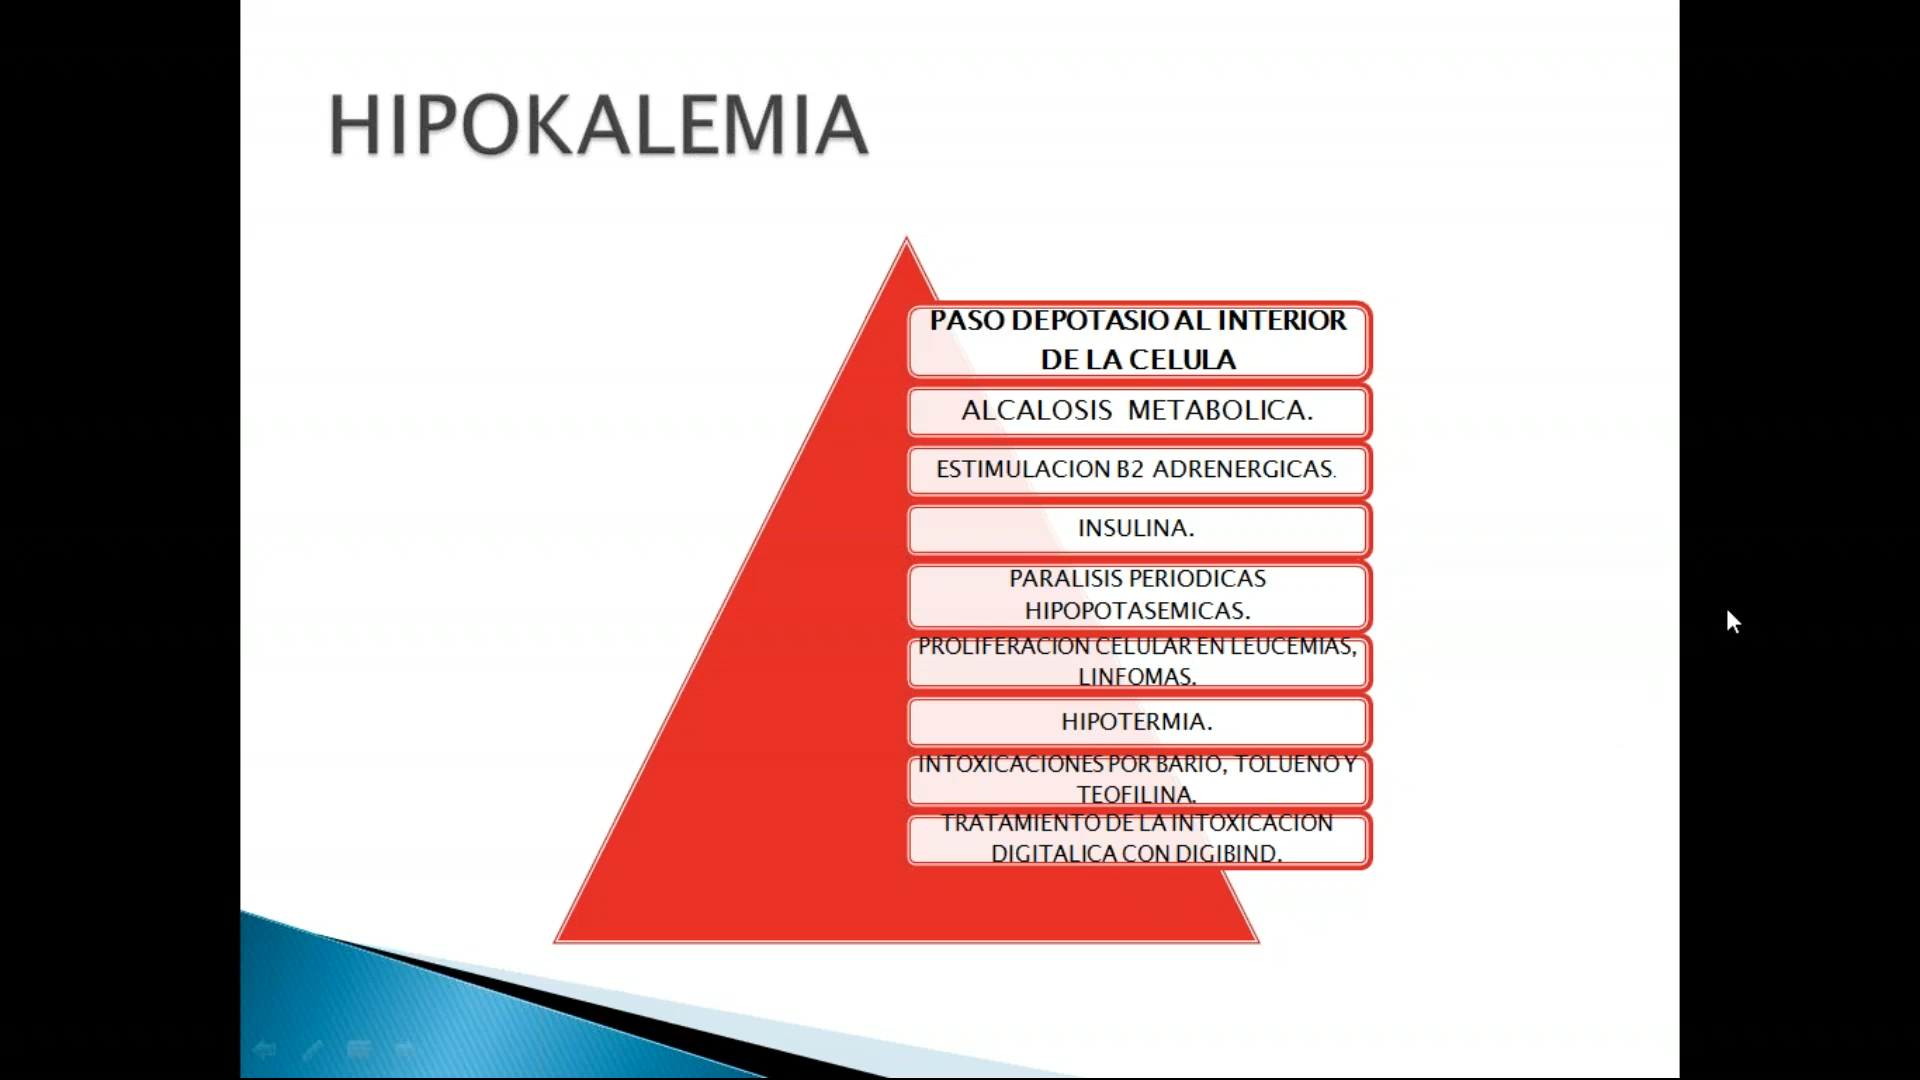 HIPOKALEMIA
PASO DEPOTASIO AL INTERIOR
DE LA CELULA
ALCALOSIS METABOLICA.
ESTIMULACION B2 ADRENERGICAS.
INSULINA.
PARALISIS PERIODICAS
HIPOPOTASEMICAS.
PROLIFERACION CELULAR EN LEUCEMIAS,
LINFOMAS.
HIPOTERMIA.
INTOXICACIONES POR BARIO, TOLUENO Y
TEOFILINA.
TRATAMIENTO DE LA INTOXICACION
DIGITALICA CON DIGIBIND.